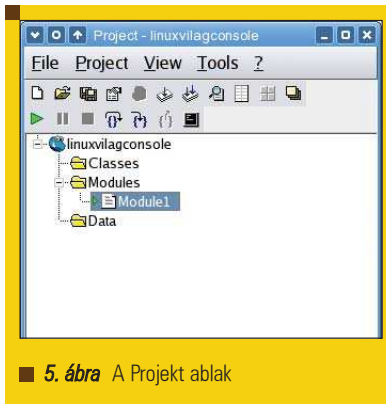 Project - linuxvilagconsole
File Project View Tools ?
linuxvilagconsole
Classes
Modules
Module1
Data
5. ábra A Projekt ablak